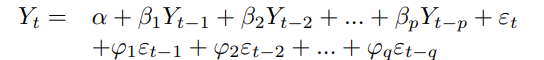 Yₜ = α + β₁Yₜ₋₁ + β₂Yₜ₋₂ + ... + βₚYₜ₋ₚ + εₜ
+φ₁εₜ₋₁ + φ₂εₜ₋₂ + ... + φ_qεₜ₋q